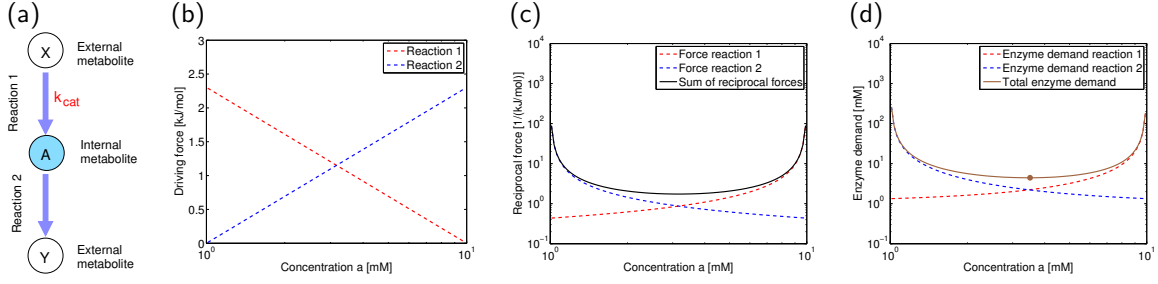 (a)
X
External
metabolite
Reaction 1
kcat
A
Internal
metabolite
Reaction 2
Y
External
metabolite
(b)
Driving force [kJ/mol]
3
2.5
2
1.5
1
0.5
0
10^0
10^1
Concentration a [mM]
Reaction 1
Reaction 2
(c)
Reciprocal force [1/(kJ/mol)]
10^4
10^3
10^2
10^1
10^0
10^-1
10^0
10^1
Concentration a [mM]
Force reaction 1
Force reaction 2
Sum of reciprocal forces
(d)
Enzyme demand [mM]
10^4
10^3
10^2
10^1
10^0
10^-1
10^0
10^1
Concentration a [mM]
Enzyme demand reaction 1
Enzyme demand reaction 2
Total enzyme demand